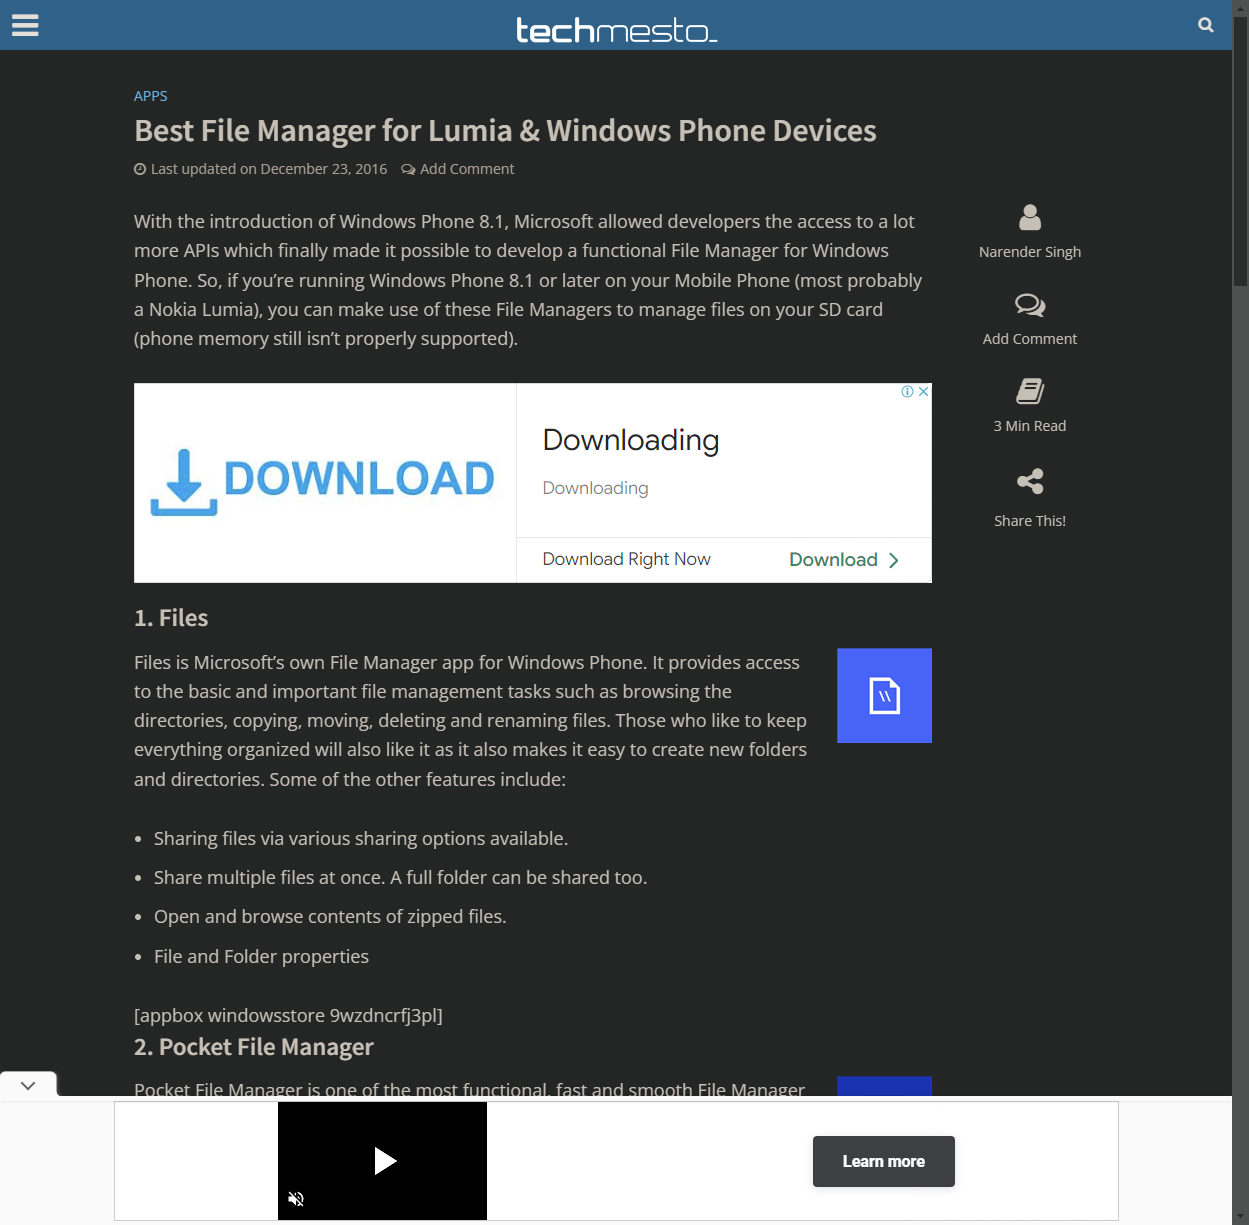 techmesto_
APPS
Best File Manager for Lumia & Windows Phone Devices
Last updated on December 23, 2016 Add Comment
With the introduction of Windows Phone 8.1, Microsoft allowed developers the access to a lot
more APIs which finally made it possible to develop a functional File Manager for Windows
Phone. So, if you’re running Windows Phone 8.1 or later on your Mobile Phone (most probably
a Nokia Lumia), you can make use of these File Managers to manage files on your SD card
(phone memory still isn’t properly supported).
Narender Singh
Add Comment
3 Min Read
Share This!
DOWNLOAD
Downloading
Downloading
Download Right Now
Download
1. Files
Files is Microsoft’s own File Manager app for Windows Phone. It provides access
to the basic and important file management tasks such as browsing the
directories, copying, moving, deleting and renaming files. Those who like to keep
everything organized will also like it as it also makes it easy to create new folders
and directories. Some of the other features include:
• Sharing files via various sharing options available.
• Share multiple files at once. A full folder can be shared too.
• Open and browse contents of zipped files.
• File and Folder properties
[appbox windowsstore 9wzdncrfj3pl]
2. Pocket File Manager
Pocket File Manager is one of the most functional, fast and smooth File Manager
Learn more